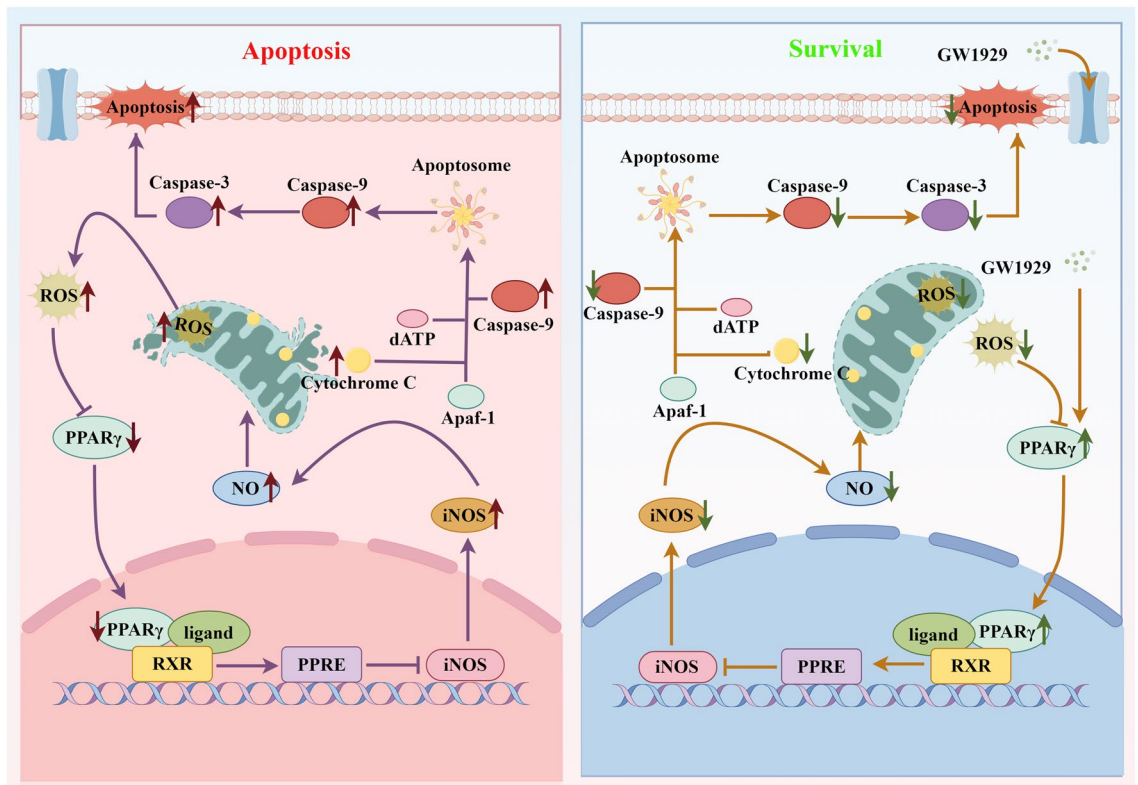 Apoptosis
Apoptosis
Caspase-3
Caspase-9
Apoptosome
ROS
ROS
Caspase-9
dATP
Cytochrome C
Apaf-1
PPARγ
NO
iNOS
PPARγ
ligand
RXR
PPRE
iNOS
Survival
GW1929
Apoptosis
Apoptosome
Caspase-9
Caspase-3
GW1929
ROS
Caspase-9
dATP
ROS
Cytochrome C
Apaf-1
PPARγ
NO
iNOS
ligand
PPARγ
iNOS
PPRE
RXR